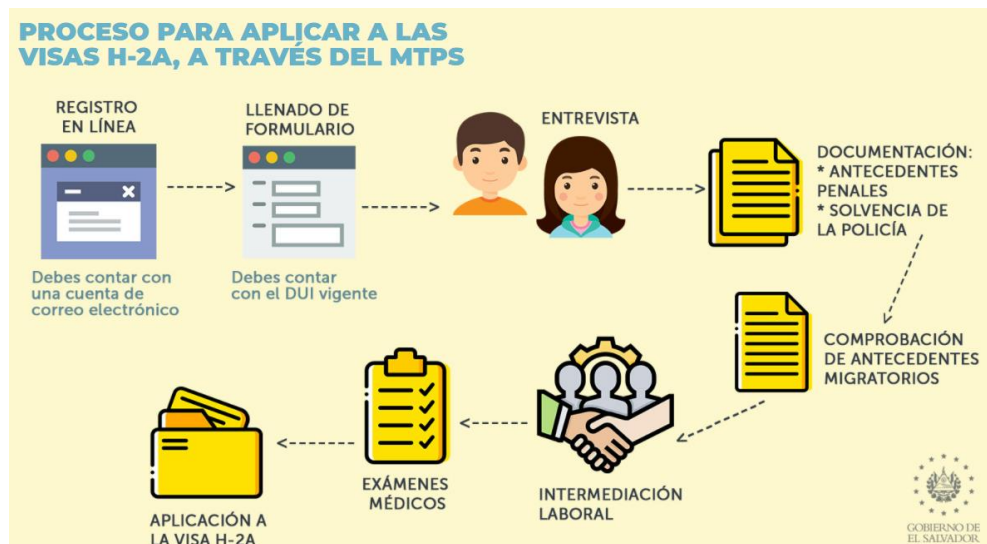 PROCESO PARA APLICAR A LAS
VISAS H-2A, A TRAVÉS DEL MTPS
REGISTRO
EN LÍNEA
Debes contar con
una cuenta de
correo electrónico
LLENADO DE
FORMULARIO
Debes contar
con el DUI vigente
ENTREVISTA
DOCUMENTACIÓN:
* ANTECEDENTES
PENALES
* SOLVENCIA DE
LA POLICÍA
COMPROBACIÓN
DE ANTECEDENTES
MIGRATORIOS
INTERMEDIACIÓN
LABORAL
EXÁMENES
MÉDICOS
APLICACIÓN A
LA VISA H-2A
GOBIERNO DE
EL SALVADOR